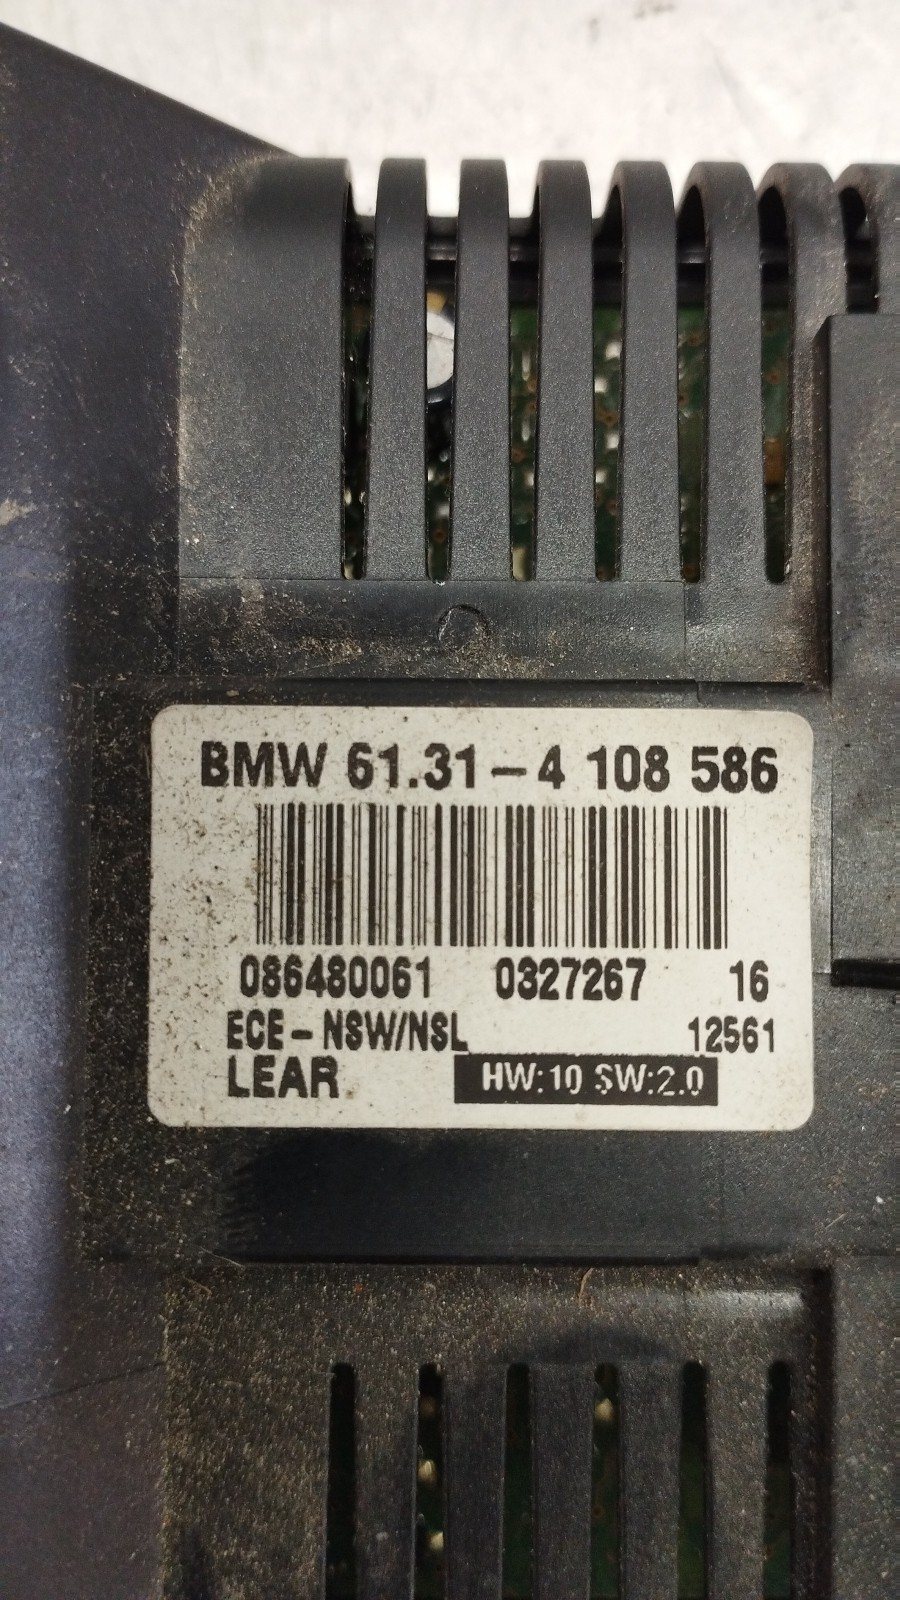 BMW 61.31-4 108 586
086480061 0327267 16
ECE-NSW/NSL 12561
LEAR HW:10 SW:2.0